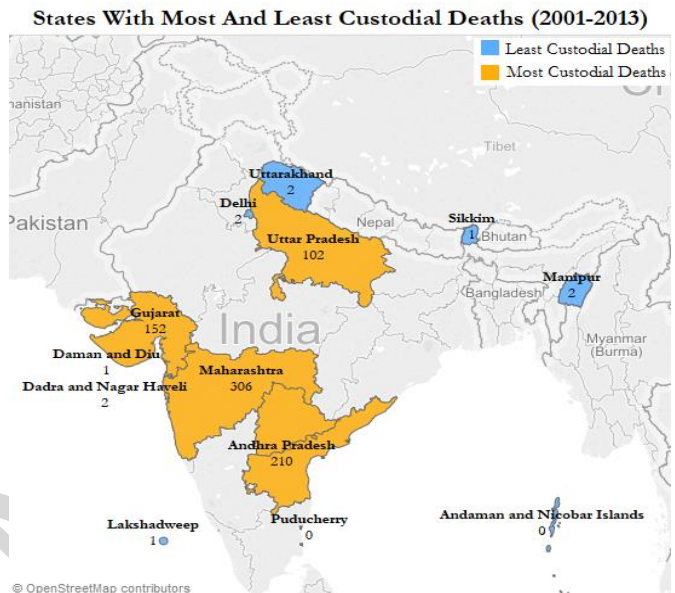 States With Most And Least Custodial Deaths (2001-2013)
Least Custodial Deaths
Most Custodial Deaths
hanistan
Tibet
Uttarakhand
2
Delhi
2
Pakistan
Nepal
Sikkim
1
Bhutan
Uttar Pradesh
102
Manipur
2
Bangladesh
Gujarat
152
India
Myanmar
(Burma)
Daman and Diu
1
Maharashtra
306
Dadra and Nagar Haveli
2
Andhra Pradesh
210
Lakshadweep
1
Puducherry
0
Andaman and Nicobar Islands
0
© OpenStreetMap contributors